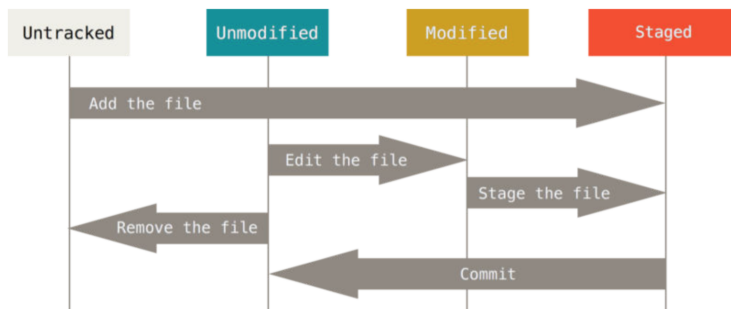 Untracked
Unmodified
Modified
Staged
Add the file
Edit the file
Stage the file
Remove the file
Commit